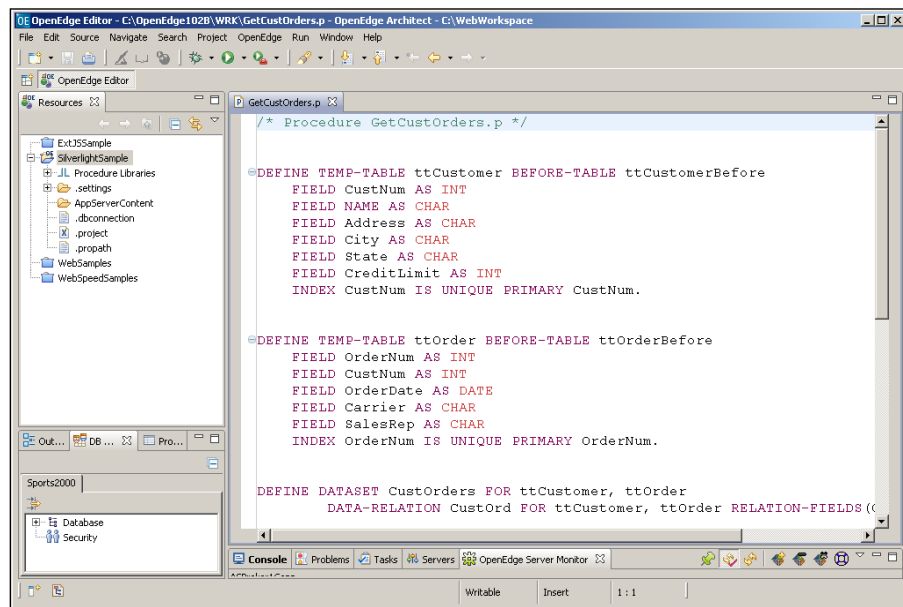 OpenEdge Editor - C:\OpenEdge102B\WRK\GetCustOrders.p - OpenEdge Architect - C:\WebWorkspace
File Edit Source Navigate Search Project OpenEdge Run Window Help
OpenEdge Editor
Resources
ExtJSSample
SilverlightSample
Procedure Libraries
.settings
AppServerContent
.dbconnection
.project
.propath
WebSamples
WebSpeedSamples
Out... DB ... Pro...
Sports2000
Database
Security
GetCustOrders.p
/* Procedure GetCustOrders.p */
DEFINE TEMP-TABLE ttCustomer BEFORE-TABLE ttCustomerBefore
FIELD CustNum AS INT
FIELD NAME AS CHAR
FIELD Address AS CHAR
FIELD City AS CHAR
FIELD State AS CHAR
FIELD CreditLimit AS INT
INDEX CustNum IS UNIQUE PRIMARY CustNum.
DEFINE TEMP-TABLE ttOrder BEFORE-TABLE ttOrderBefore
FIELD OrderNum AS INT
FIELD CustNum AS INT
FIELD OrderDate AS DATE
FIELD Carrier AS CHAR
FIELD SalesRep AS CHAR
INDEX OrderNum IS UNIQUE PRIMARY OrderNum.
DEFINE DATASET CustOrders FOR ttCustomer, ttOrder
DATA-RELATION CustOrd FOR ttCustomer, ttOrder RELATION-FIELDS(
Console Problems Tasks Servers OpenEdge Server Monitor
Writable Insert 1 : 1